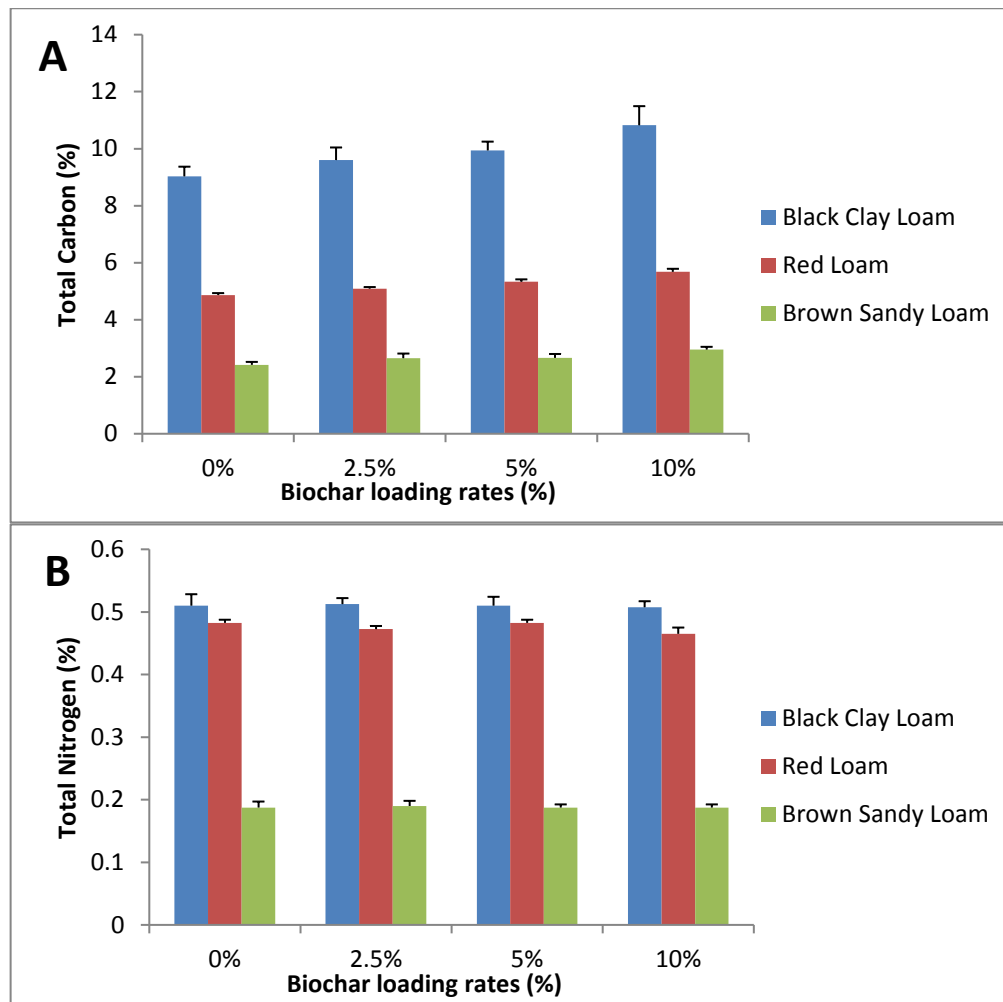 A
Total Carbon (%)
14
12
10
8
6
4
2
0
0% 2.5% 5% 10%
Biochar loading rates (%)
Black Clay Loam
Red Loam
Brown Sandy Loam
B
Total Nitrogen (%)
0.6
0.5
0.4
0.3
0.2
0.1
0
0% 2.5% 5% 10%
Biochar loading rates (%)
Black Clay Loam
Red Loam
Brown Sandy Loam